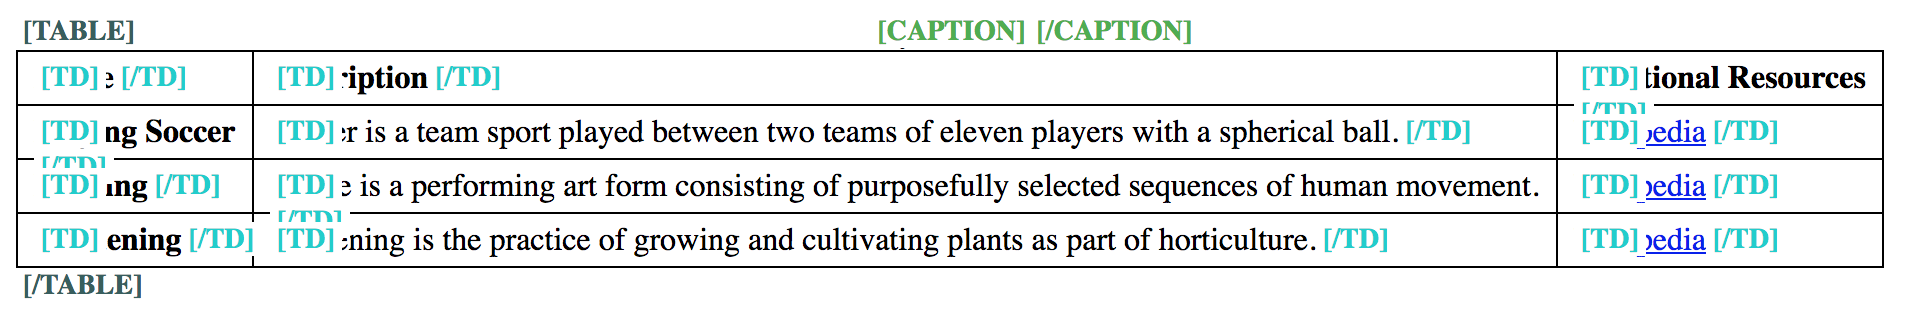 [TABLE] [CAPTION] [/CAPTION]
[TD] e [/TD] [TD] ription [/TD] [TD] tional Resources [/TD]
[TD] ng Soccer [/TD] [TD] er is a team sport played between two teams of eleven players with a spherical ball. [/TD] [TD] pedia [/TD]
[TD] ing [/TD] [TD] e is a performing art form consisting of purposefully selected sequences of human movement. [/TD] [TD] pedia [/TD]
[TD] ening [/TD] [TD] ening is the practice of growing and cultivating plants as part of horticulture. [/TD] [TD] pedia [/TD]
[/TABLE]